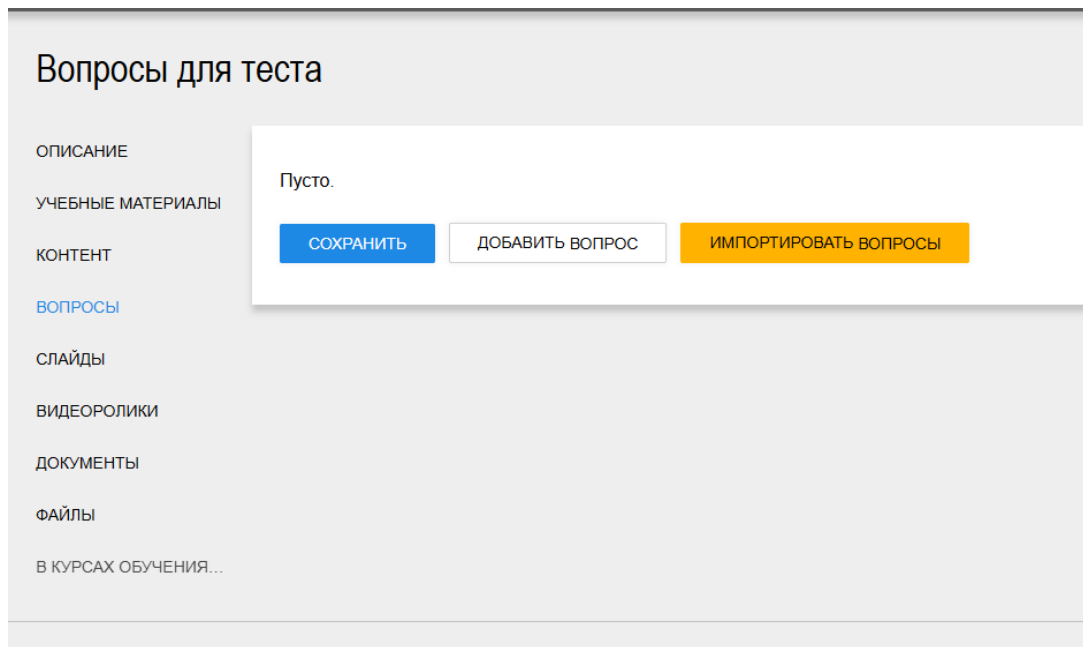 Вопросы для теста
ОПИСАНИЕ
УЧЕБНЫЕ МАТЕРИАЛЫ
КОНТЕНТ
ВОПРОСЫ
СЛАЙДЫ
ВИДЕОРОЛИКИ
ДОКУМЕНТЫ
ФАЙЛЫ
В КУРСАХ ОБУЧЕНИЯ...
Пусто.
СОХРАНИТЬ ДОБАВИТЬ ВОПРОС ИМПОРТИРОВАТЬ ВОПРОСЫ